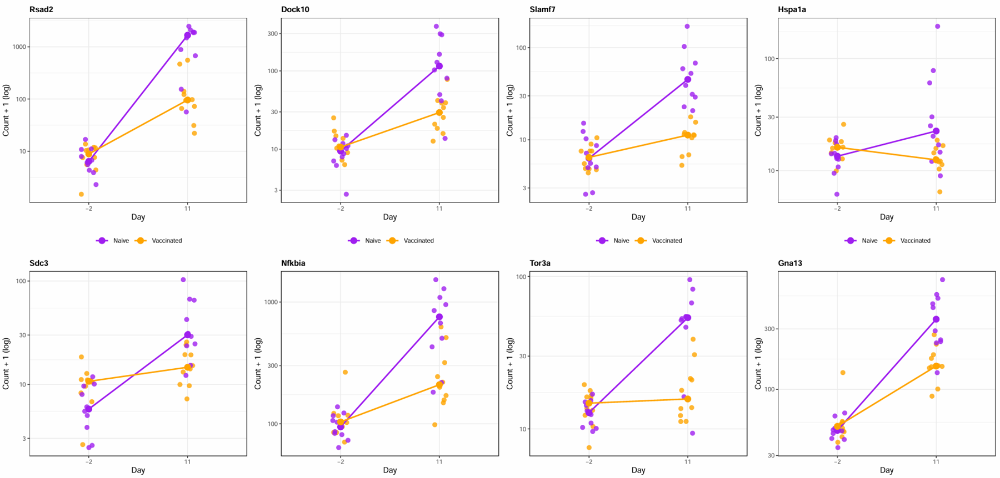 Rsad2
Dock10
Slamf7
Hspa1a
Count + 1 (log)
1000
100
10
−2
11
Day
Count + 1 (log)
300
100
30
10
3
−2
11
Day
Count + 1 (log)
100
30
10
3
−2
11
Day
Count + 1 (log)
100
30
10
−2
11
Day
Naive Vaccinated
Naive Vaccinated
Naive Vaccinated
Naive Vaccinated
Sdc3
Nfkbia
Tor3a
Gna13
Count + 1 (log)
100
30
10
3
−2
11
Day
Count + 1 (log)
1000
300
100
−2
11
Day
Count + 1 (log)
100
30
10
−2
11
Day
Count + 1 (log)
300
100
30
−2
11
Day